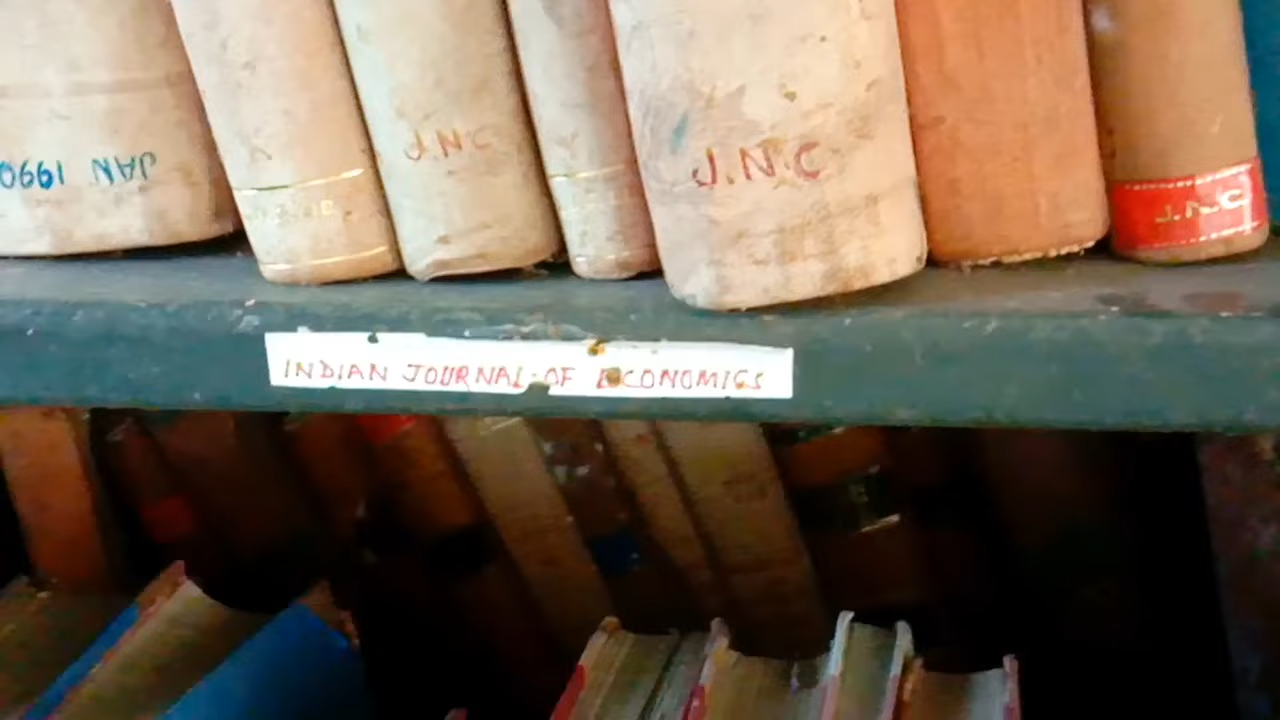 JAN 1990
J.N.C
J.N.C
J.N.C
INDIAN JOURNAL OF ECONOMICS